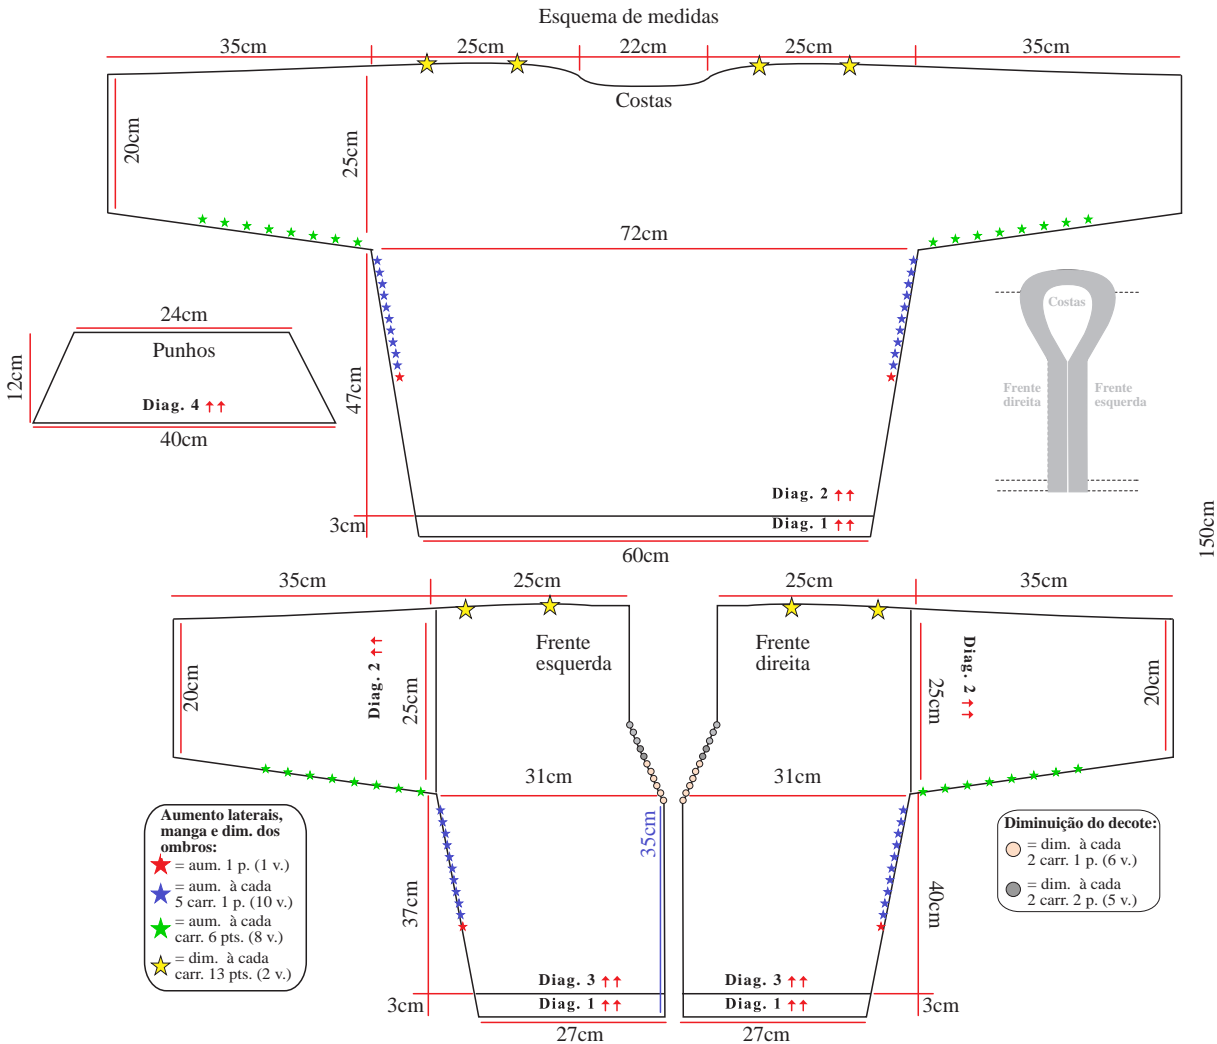 Esquema de medidas
35cm
25cm
22cm
25cm
35cm
Costas
20cm
25cm
72cm
24cm
Punhos
12cm
Diag. 4
40cm
47cm
Costas
Frente
direita
Frente
esquerda
Diag. 2
Diag. 1
3cm
60cm
150cm
35cm
25cm
25cm
35cm
Frente
esquerda
Frente
direita
20cm
Diag. 2
25cm
25cm
Diag. 2
20cm
31cm
31cm
35cm
37cm
40cm
Aumento laterais,
manga e dim. dos
ombros:
= aum. 1 p. (1 v.)
= aum. à cada
5 carr. 1 p. (10 v.)
= aum. à cada
carr. 6 pts. (8 v.)
= dim. à cada
carr. 13 pts. (2 v.)
Diminuição do decote:
= dim. à cada
2 carr. 1 p. (6 v.)
= dim. à cada
2 carr. 2 p. (5 v.)
Diag. 3
Diag. 3
Diag. 1
Diag. 1
3cm
3cm
27cm
27cm